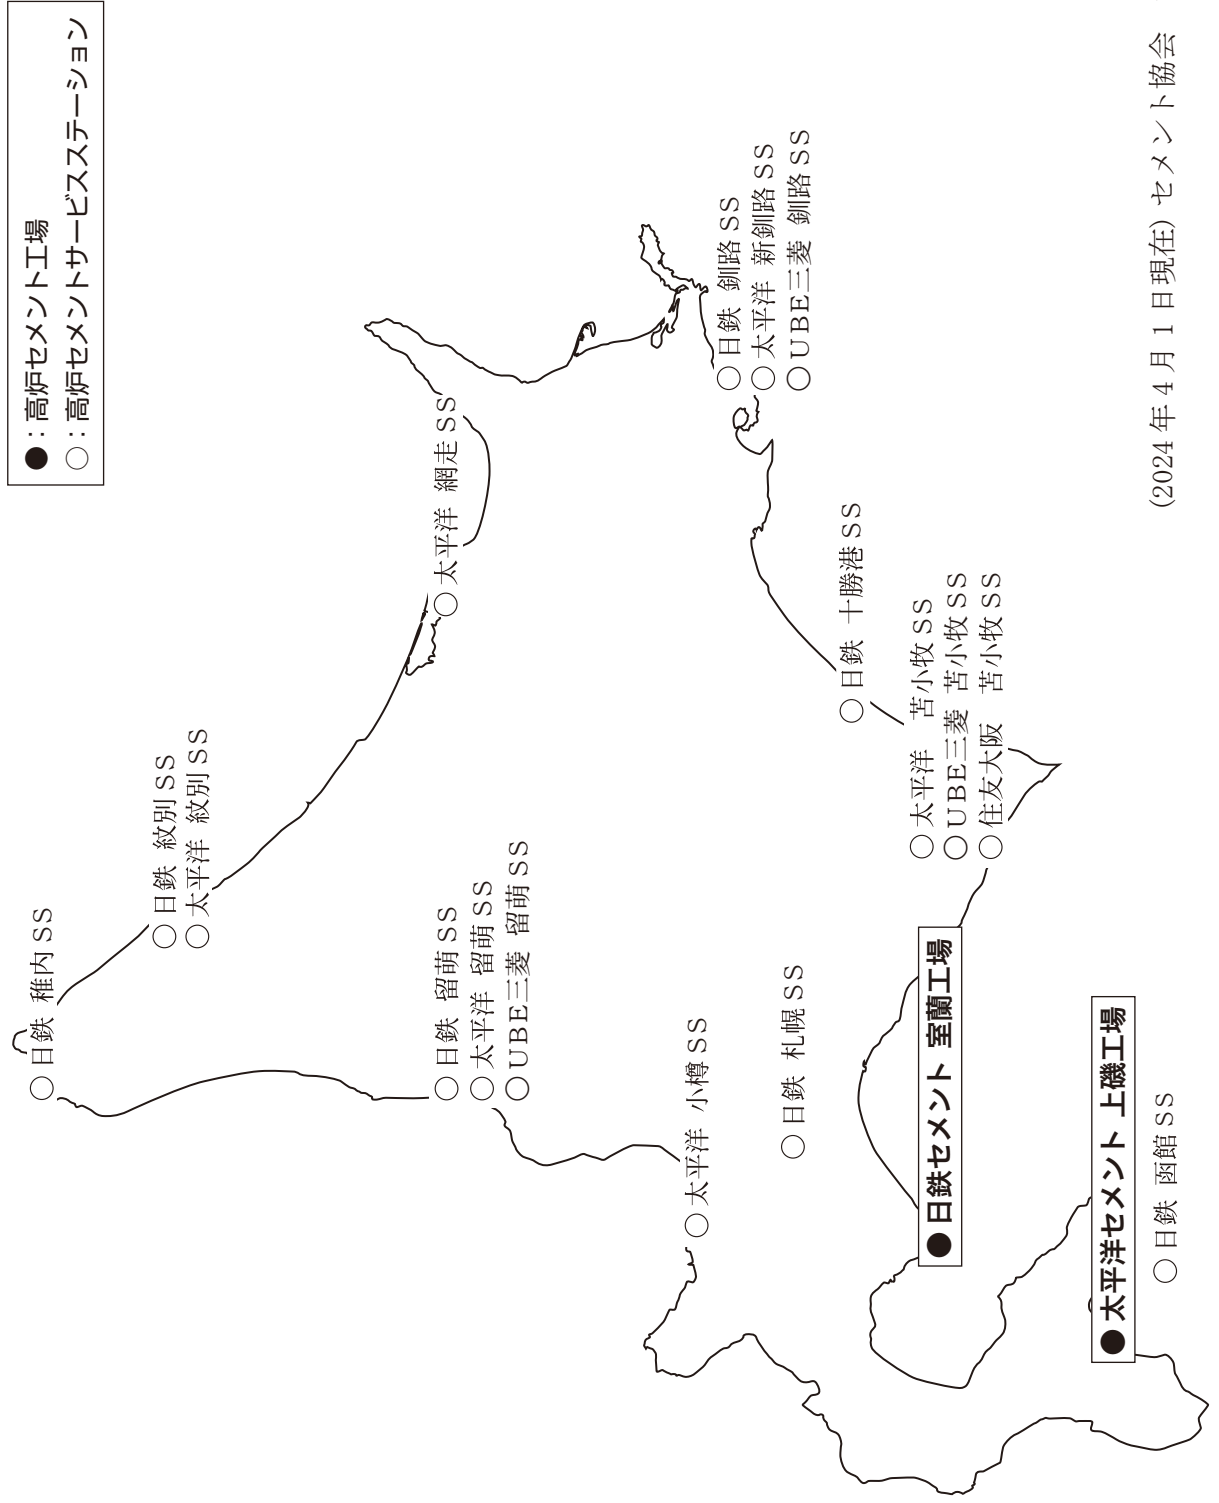 ●：高炉セメント工場
○：高炉セメントサービスステーション
○日鉄 稚内SS
○日鉄 紋別SS
○太平洋 紋別SS
○太平洋 網走SS
○日鉄 留萌SS
○太平洋 留萌SS
○UBE三菱 留萌SS
○日鉄 釧路SS
○太平洋 新釧路SS
○UBE三菱 釧路SS
○太平洋 小樽SS
○日鉄 札幌SS
○日鉄 十勝港SS
○太平洋 苫小牧SS
○UBE三菱 苫小牧SS
○住友大阪 苫小牧SS
●日鉄セメント 室蘭工場
●太平洋セメント 上磯工場
○日鉄 函館SS
(2024年4月1日現在) セメント協会